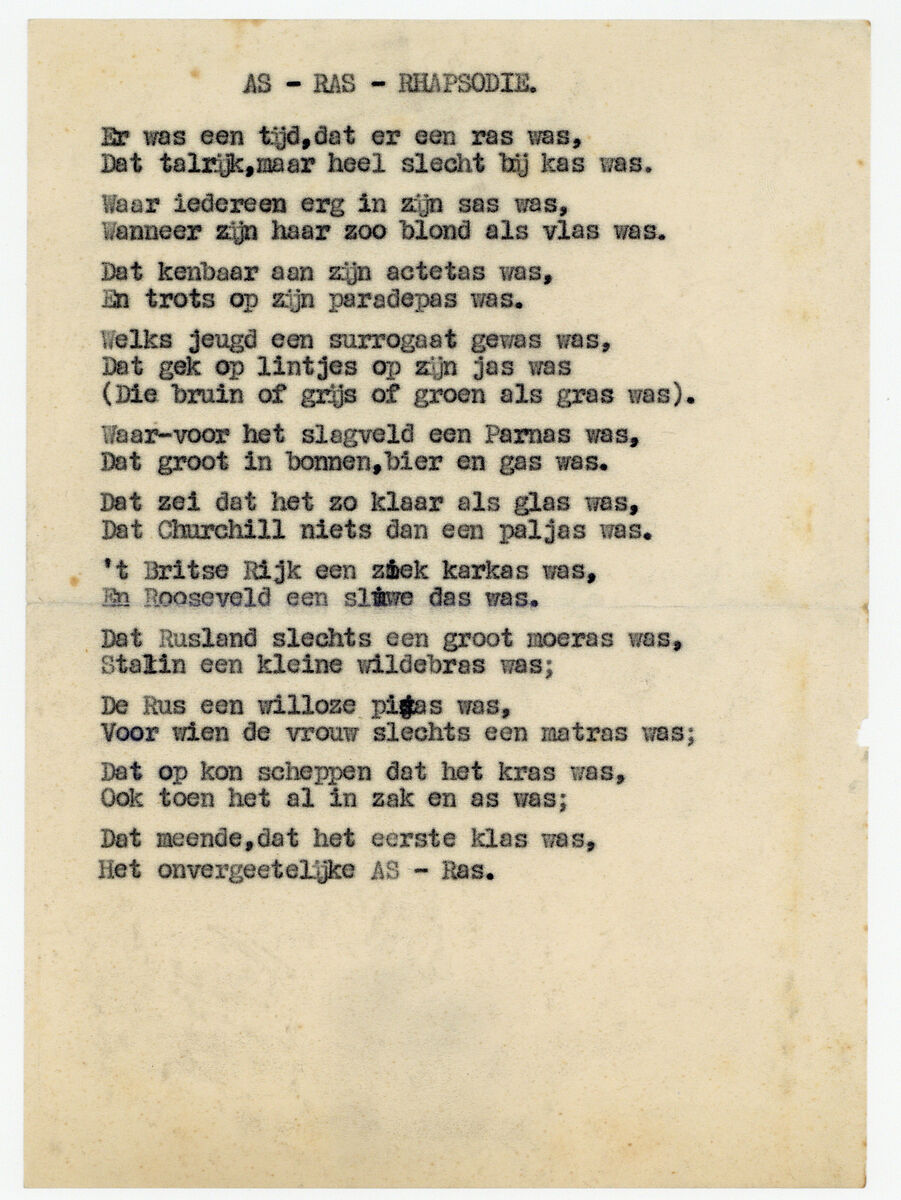 AS - RAS - RHAPSODIE.
Er was een tijd,dat er een ras was,
Dat talrijk,maar heel slecht bij kas was.
Waar iedereen erg in zijn sas was,
Wanneer zijn haar zoo blond als vlas was.
Dat kenbaar aan zijn actetas was,
En trots op zijn paradepas was.
Welks jeugd een surrogaat gewas was,
Dat gek op lintjes op zijn jas was
(Die bruin of grijs of groen als gras was).
Waar-voor het slagveld een Parnas was,
Dat groot in bonnen,bier en gas was.
Dat zei dat het zo klaar als glas was,
Dat Churchill niets dan een paljas was.
't Britse Rijk een ziek karkas was,
En Rooseveld een sluwe das was.
Dat Rusland slechts een groot moeras was,
Stalin een kleine wildebras was;
De Rus een willoze was,
Voor wien de vrouw slechts een matras was;
Dat op kon scheppen dat het kras was,
Ook toen het al in zak en as was;
Dat meende,dat het eerste klas was,
Het onvergeetelijke AS - Ras.